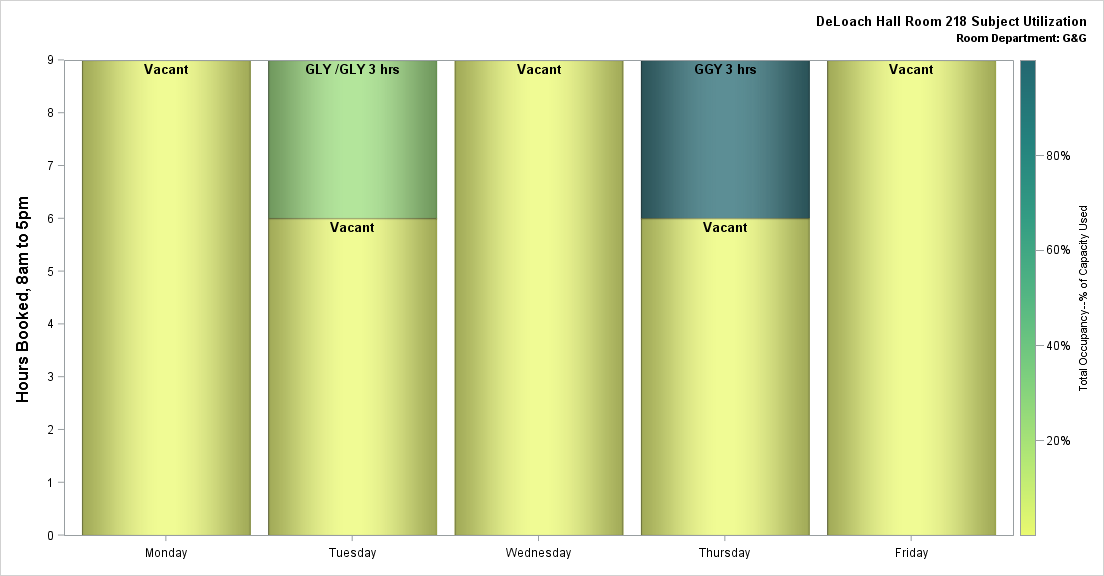 DeLoach Hall Room 218 Subject Utilization
Room Department: G&G
Hours Booked, 8am to 5pm
9
8
7
6
5
4
3
2
1
0
Vacant
GLY /GLY 3 hrs
Vacant
GGY 3 hrs
Vacant
Vacant
Vacant
Monday
Tuesday
Wednesday
Thursday
Friday
80%
60%
40%
20%
Total Occupancy--% of Capacity Used